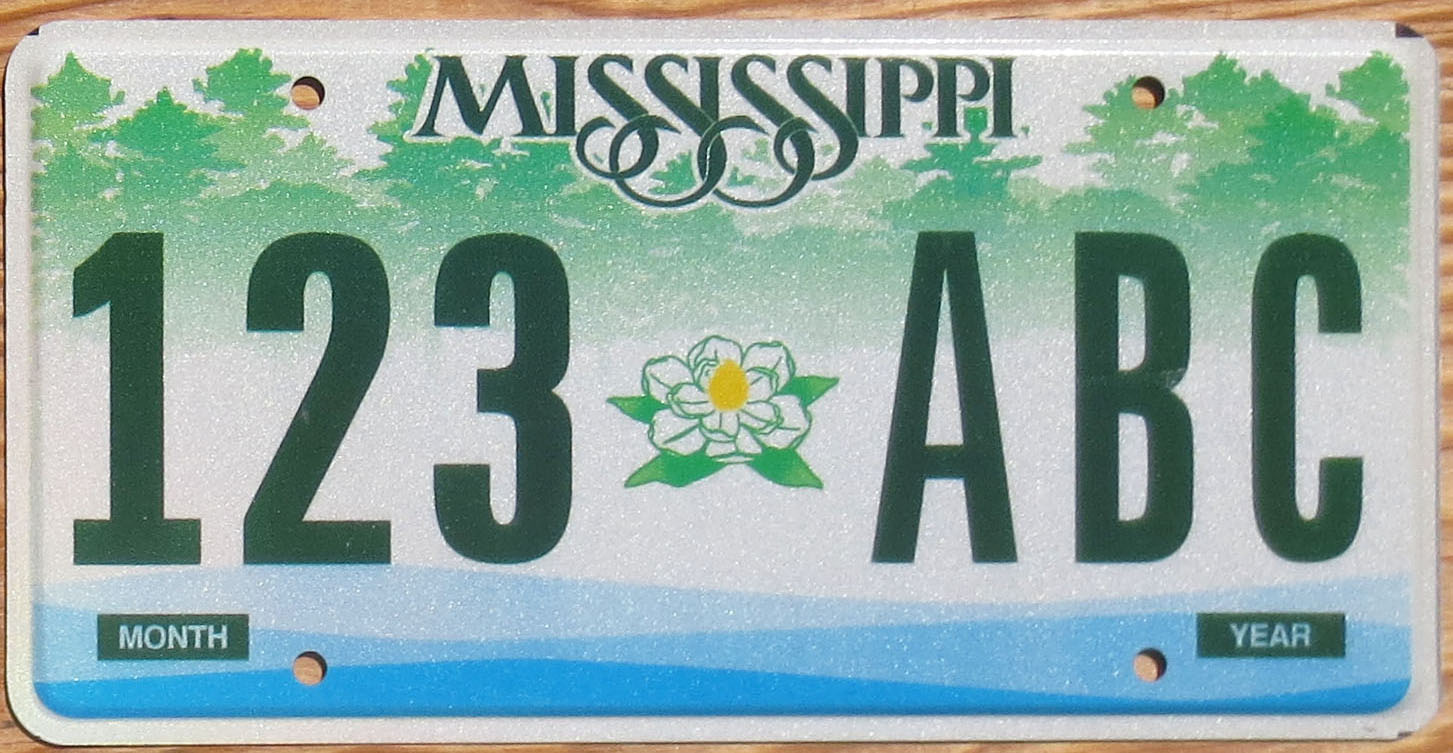 MISSISSIPPI
123 ABC
MONTH YEAR